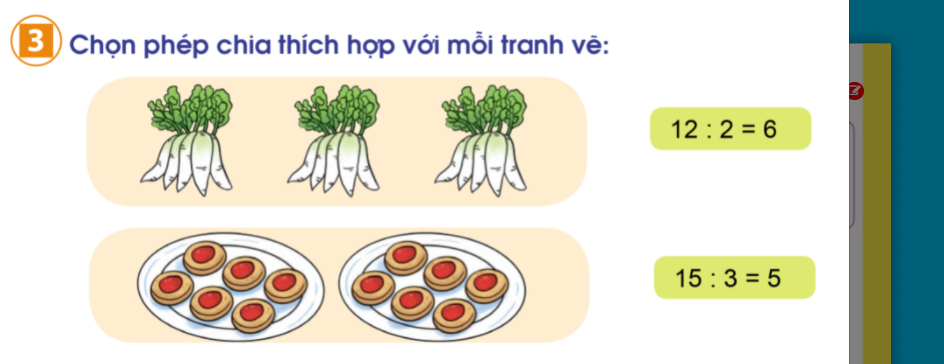 3 Chọn phép chia thích hợp với mỗi tranh vẽ:
12 : 2 = 6
15 : 3 = 5